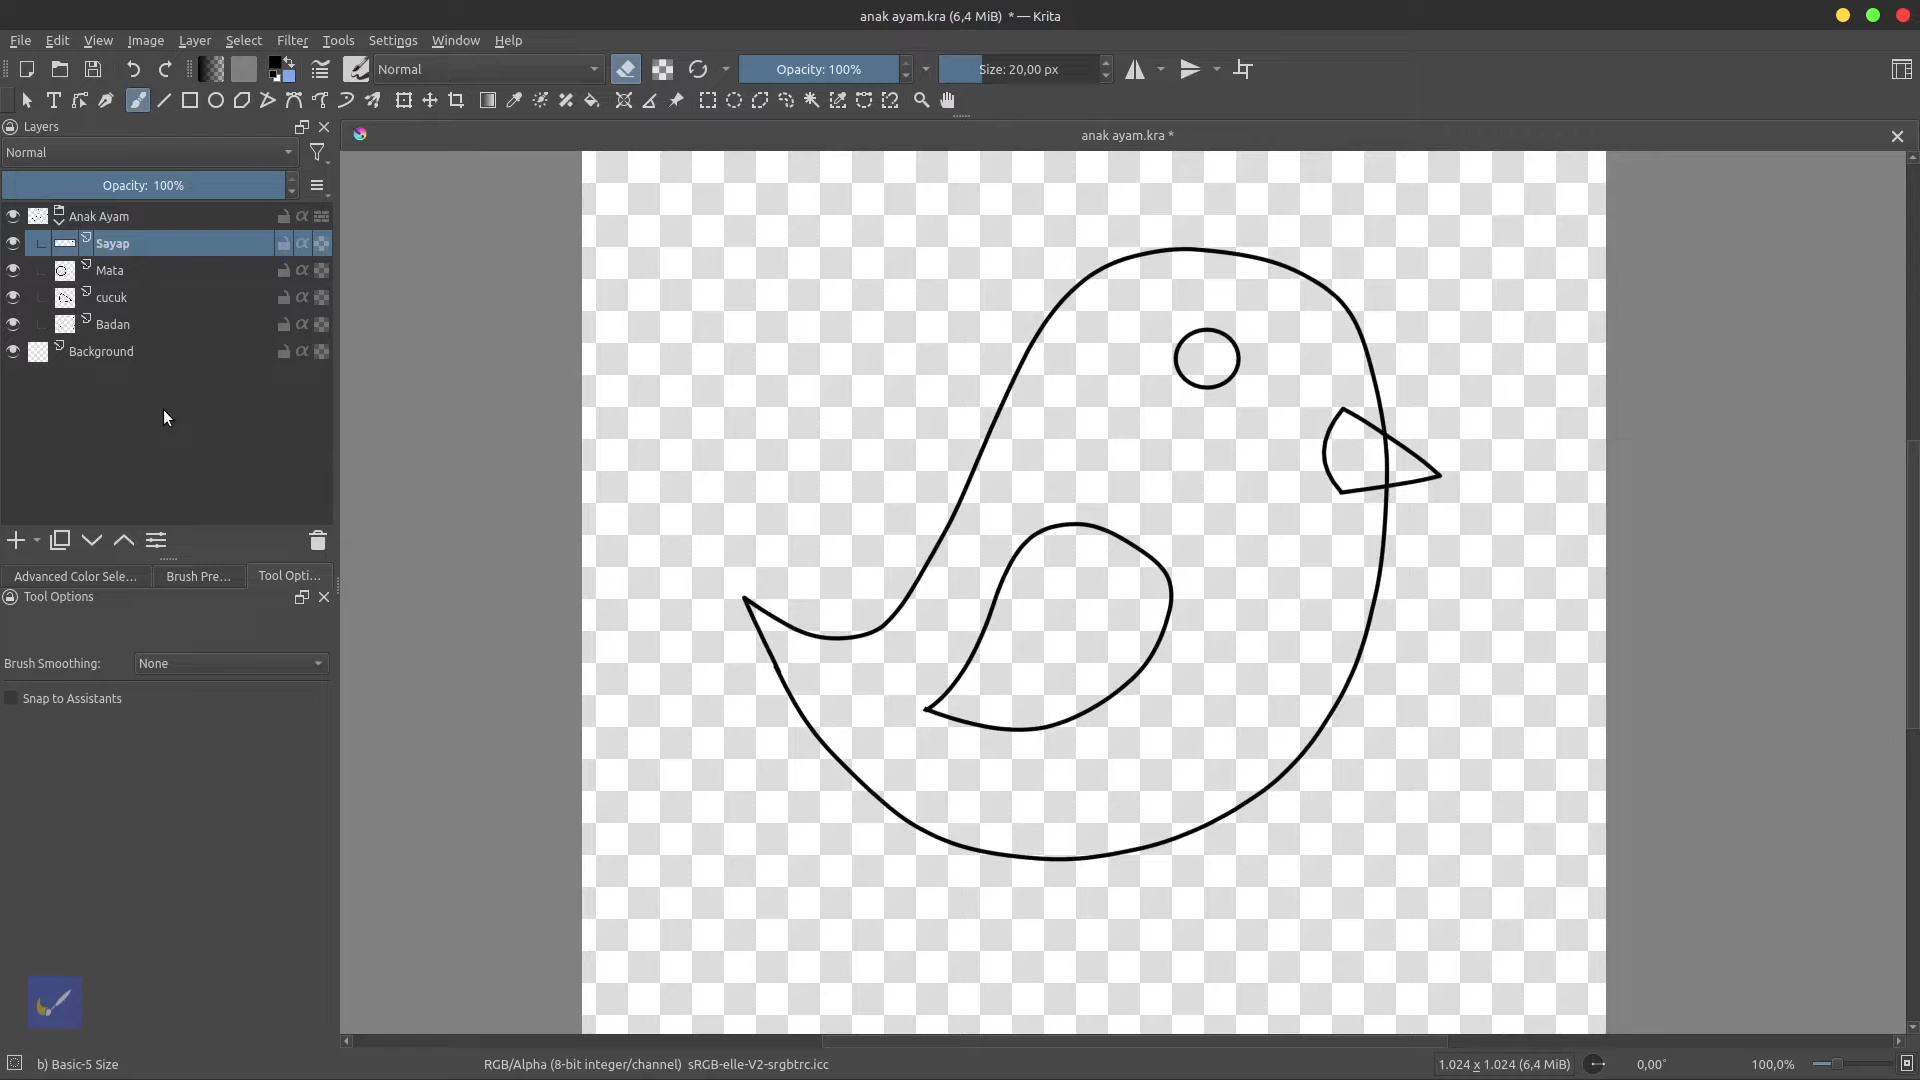 anak ayam.kra (6,4 MiB) * — Krita
File Edit View Image Layer Select Filter Tools Settings Window Help
Normal Opacity: 100% Size: 20,00 px
Layers
anak ayam.kra *
Normal
Opacity: 100%
Anak Ayam
Sayap
Mata
cucuk
Badan
Background
Advanced Color Sele... Brush Pre... Tool Opti...
Tool Options
Brush Smoothing: None
Snap to Assistants
b) Basic-5 Size RGB/Alpha (8-bit integer/channel) sRGB-elle-V2-srgbtrc.icc 1.024 x 1.024 (6,4 MiB) 0,00° 100,0%